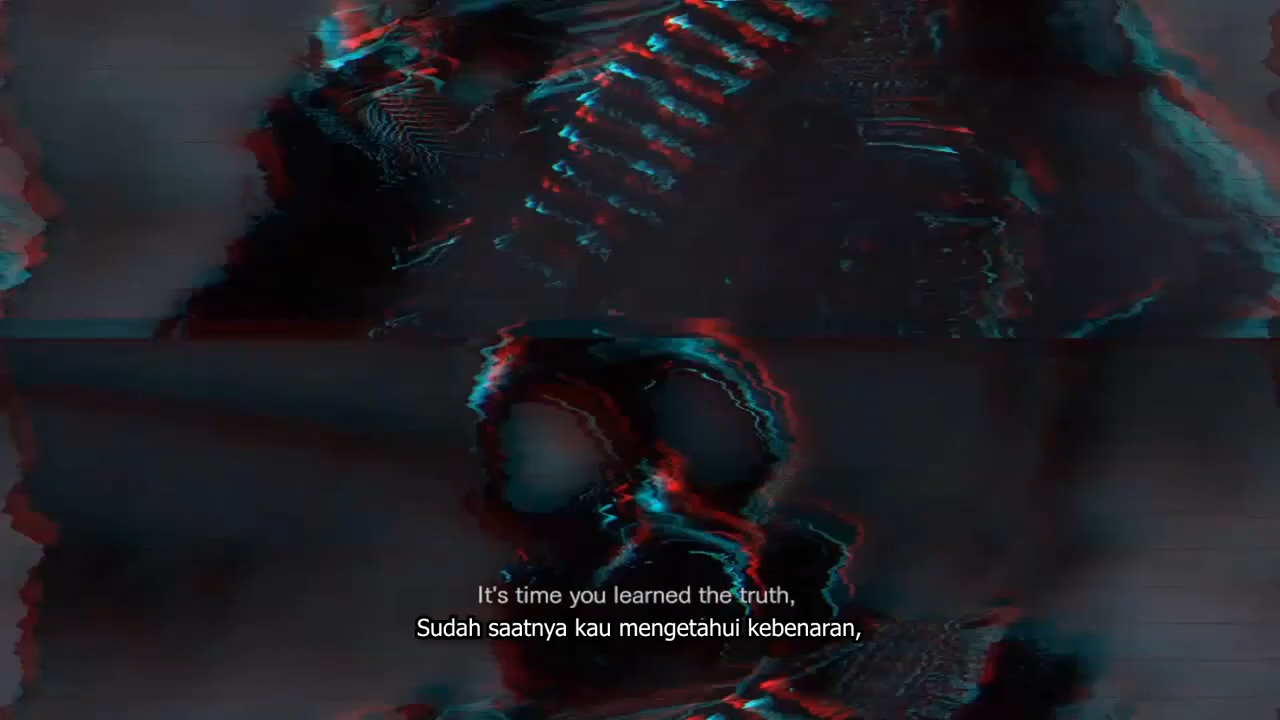 It's time you learned the truth,
Sudah saatnya kau mengetahui kebenaran,